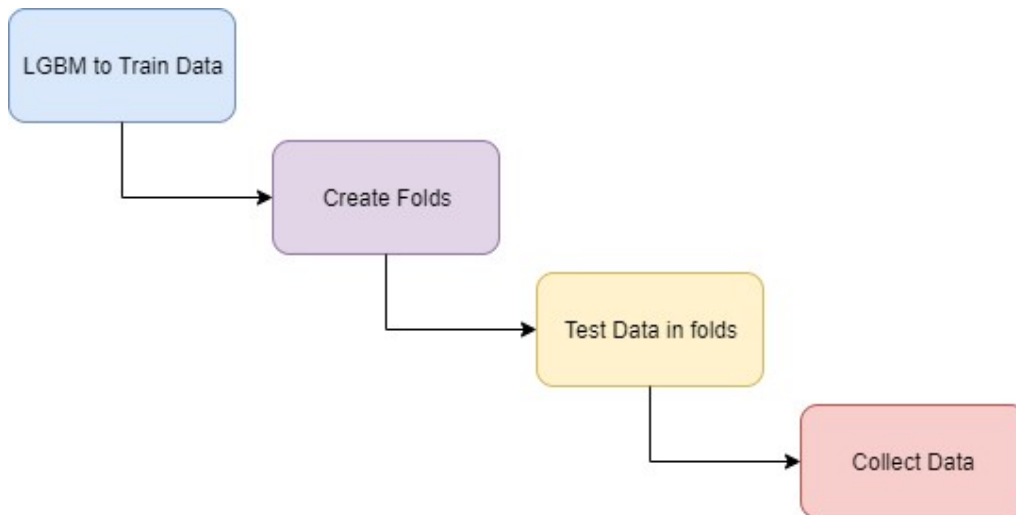 LGBM to Train Data
Create Folds
Test Data in folds
Collect Data